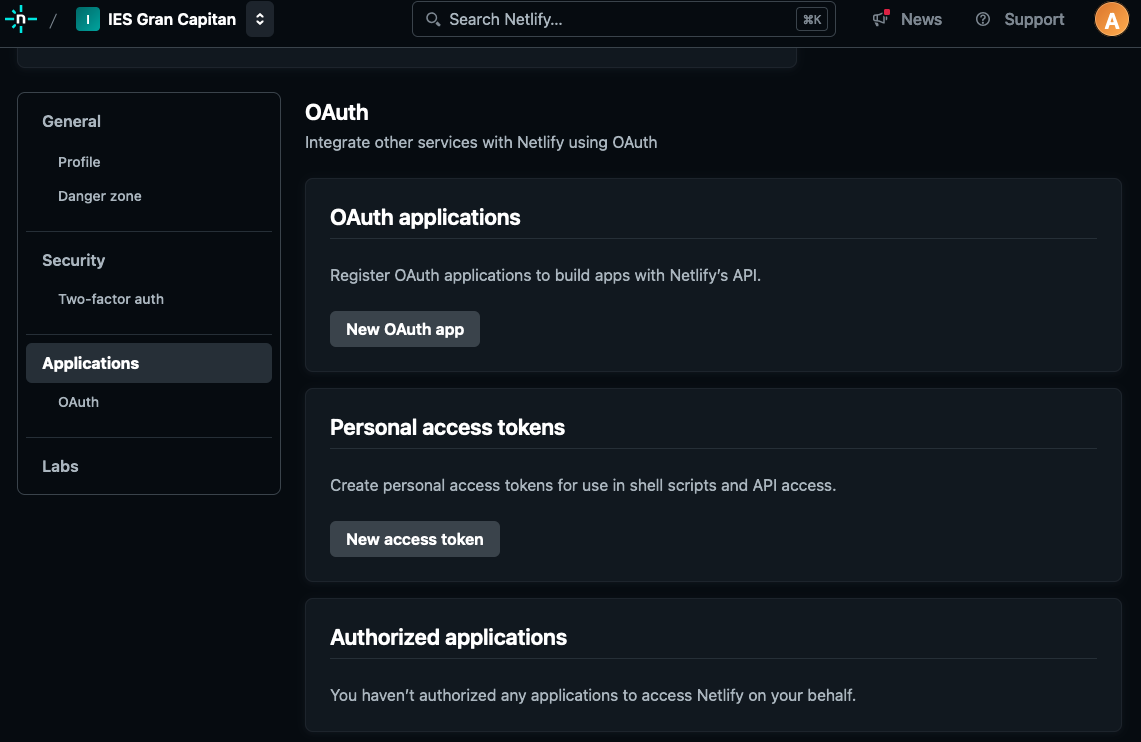 n / I IES Gran Capitan Search Netlify... ⌘K News Support A
General
Profile
Danger zone
Security
Two-factor auth
Applications
OAuth
Labs
OAuth
Integrate other services with Netlify using OAuth
OAuth applications
Register OAuth applications to build apps with Netlify’s API.
New OAuth app
Personal access tokens
Create personal access tokens for use in shell scripts and API access.
New access token
Authorized applications
You haven’t authorized any applications to access Netlify on your behalf.